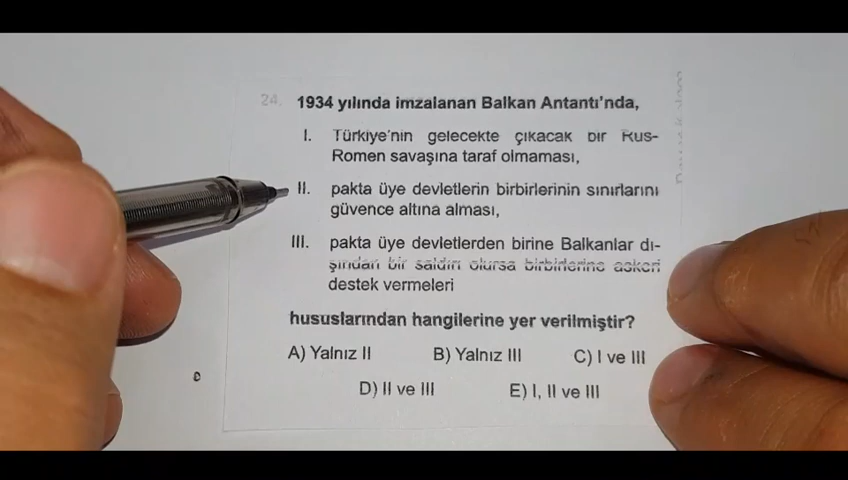 24. 1934 yılında imzalanan Balkan Antantı'nda,
I. Türkiye'nin gelecekte çıkacak bir Rus-
Romen savaşına taraf olmaması,
II. pakta üye devletlerin birbirlerinin sınırlarını
güvence altına alması,
III. pakta üye devletlerden birine Balkanlar dı-
şından bir saldırı olursa birbirlerine askeri
destek vermeleri
hususlarından hangilerine yer verilmiştir?
A) Yalnız II B) Yalnız III C) I ve III
D) II ve III E) I, II ve III